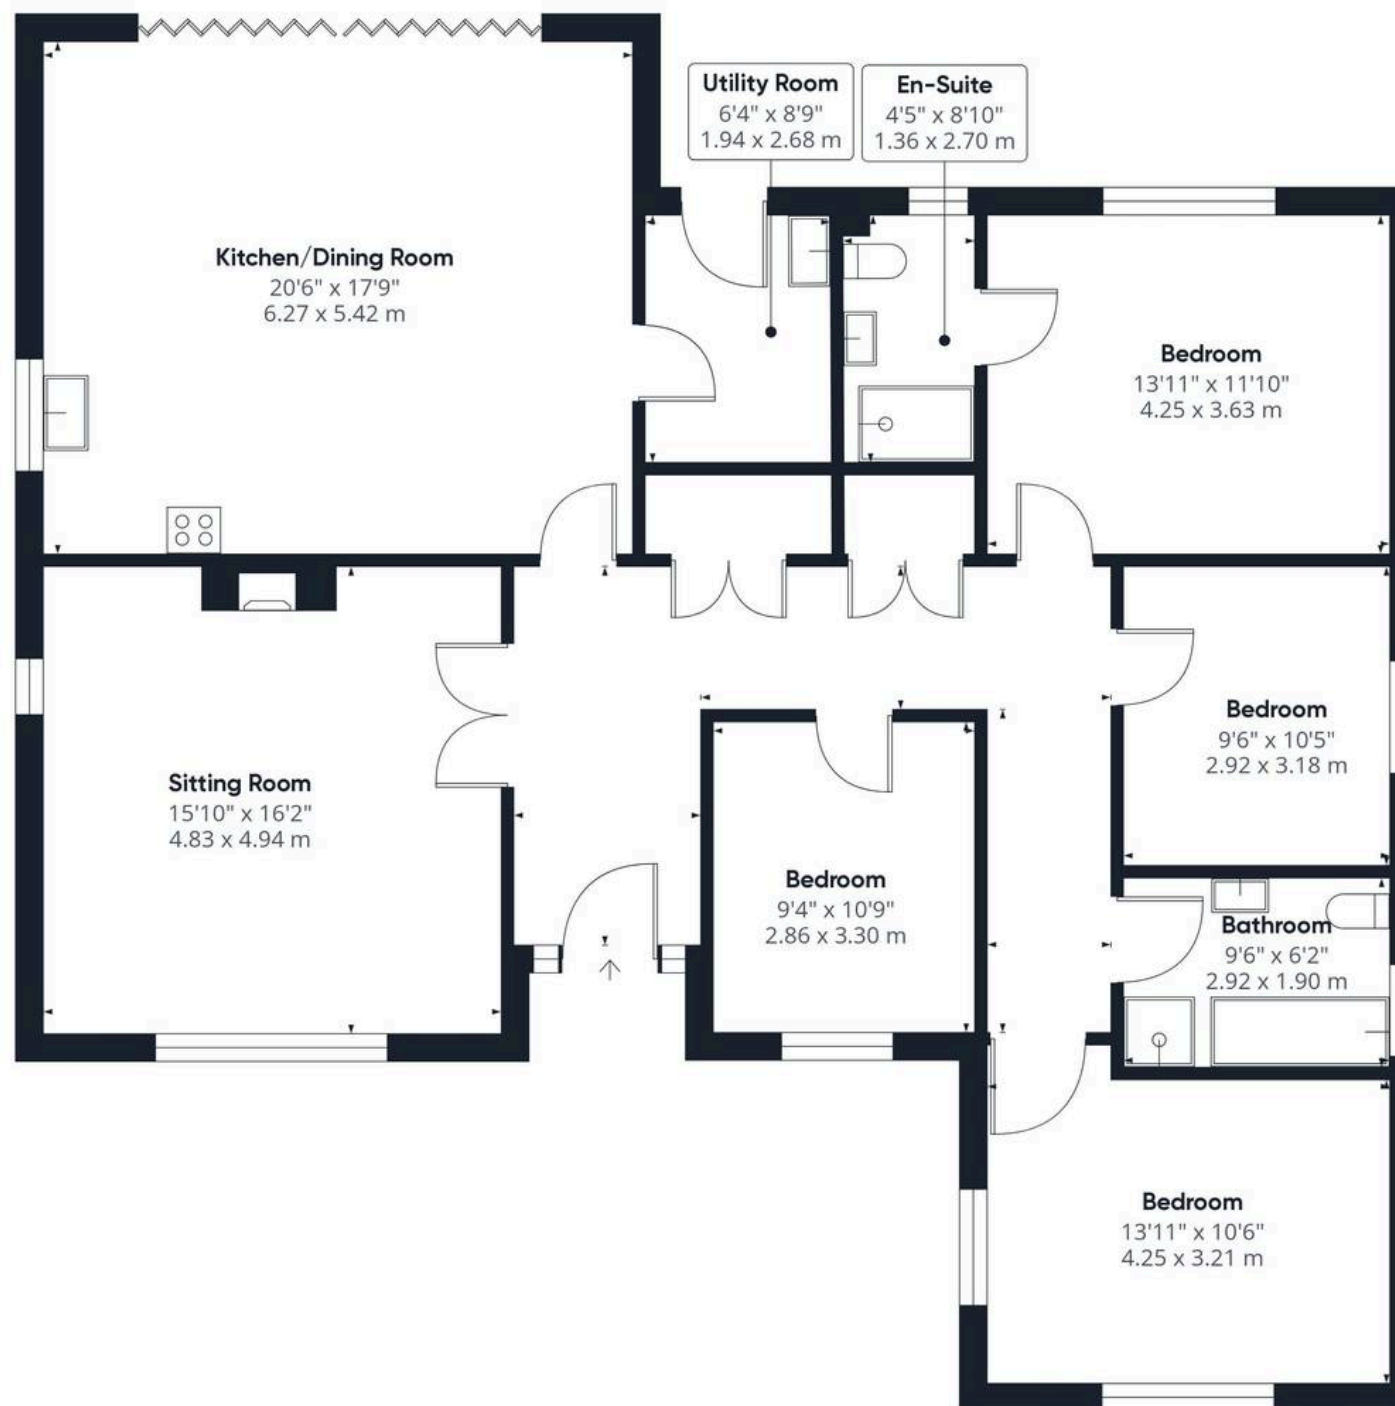 Utility Room
6'4" x 8'9"
1.94 x 2.68 m
En-Suite
4'5" x 8'10"
1.36 x 2.70 m
Kitchen/Dining Room
20'6" x 17'9"
6.27 x 5.42 m
Bedroom
13'11" x 11'10"
4.25 x 3.63 m
Bedroom
9'6" x 10'5"
2.92 x 3.18 m
Sitting Room
15'10" x 16'2"
4.83 x 4.94 m
Bedroom
9'4" x 10'9"
2.86 x 3.30 m
Bathroom
9'6" x 6'2"
2.92 x 1.90 m
Bedroom
13'11" x 10'6"
4.25 x 3.21 m